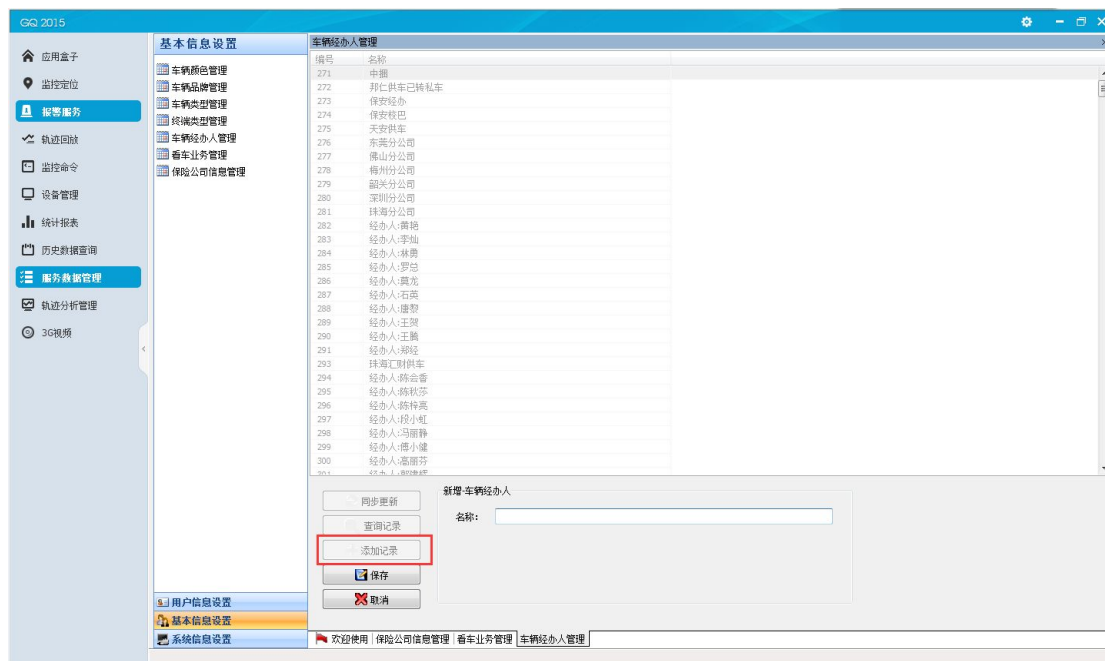 GQ 2015
应用盒子
监控定位
报警服务
轨迹回放
监控命令
设备管理
统计报表
历史数据查询
服务数据管理
轨迹分析管理
3G视频
基本信息设置
车辆颜色管理
车辆品牌管理
车辆类型管理
终端类型管理
车辆经办人管理
看车业务管理
保险公司信息管理
用户信息设置
基本信息设置
系统信息设置
车辆经办人管理
编号 名称
271 中捆
272 邦仁供车已转私车
273 保安经办
274 保安核巴
275 天安供车
276 东莞分公司
277 佛山分公司
278 梅州分公司
279 韶关分公司
280 深圳分公司
281 珠海分公司
282 经办人:黄艳
283 经办人:李灿
284 经办人:林勇
285 经办人:罗总
286 经办人:莫龙
287 经办人:石英
288 经办人:唐黎
289 经办人:王贺
290 经办人:王腾
291 经办人:郑经
293 珠海汇财供车
294 经办人:陈会香
295 经办人:陈秋莎
296 经办人:陈梓亮
297 经办人:段小虹
298 经办人:冯丽静
299 经办人:傅小健
300 经办人:高丽芬
同步更新
查询记录
添加记录
保存
取消
新增-车辆经办人
名称:
欢迎使用 保险公司信息管理 看车业务管理 车辆经办人管理